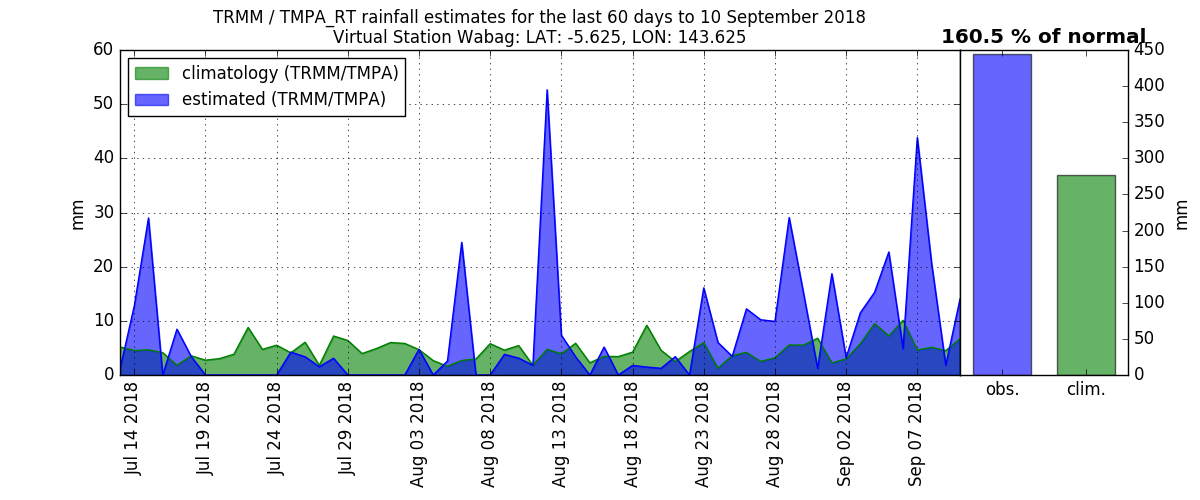 TRMM / TMPA_RT rainfall estimates for the last 60 days to 10 September 2018
Virtual Station Wabag: LAT: -5.625, LON: 143.625
160.5 % of normal
climatology (TRMM/TMPA)
estimated (TRMM/TMPA)
60
50
40
30
20
10
0
mm
Jul 14 2018
Jul 19 2018
Jul 24 2018
Jul 29 2018
Aug 03 2018
Aug 08 2018
Aug 13 2018
Aug 18 2018
Aug 23 2018
Aug 28 2018
Sep 02 2018
Sep 07 2018
450
400
350
300
250
200
150
100
50
0
mm
obs.
clim.